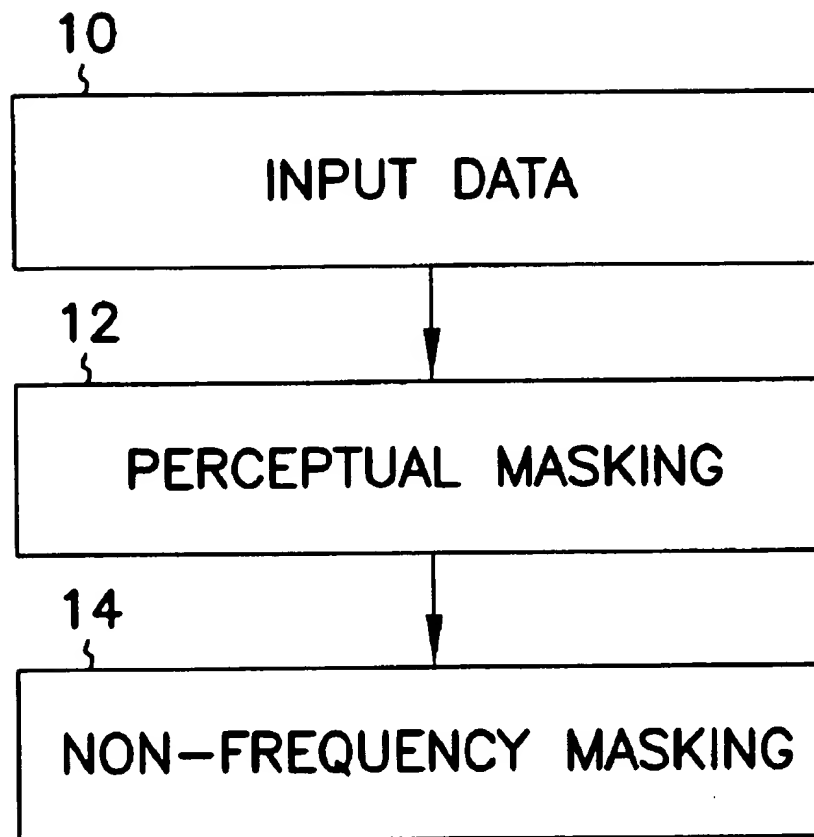 10
INPUT DATA
12
PERCEPTUAL MASKING
14
NON-FREQUENCY MASKING